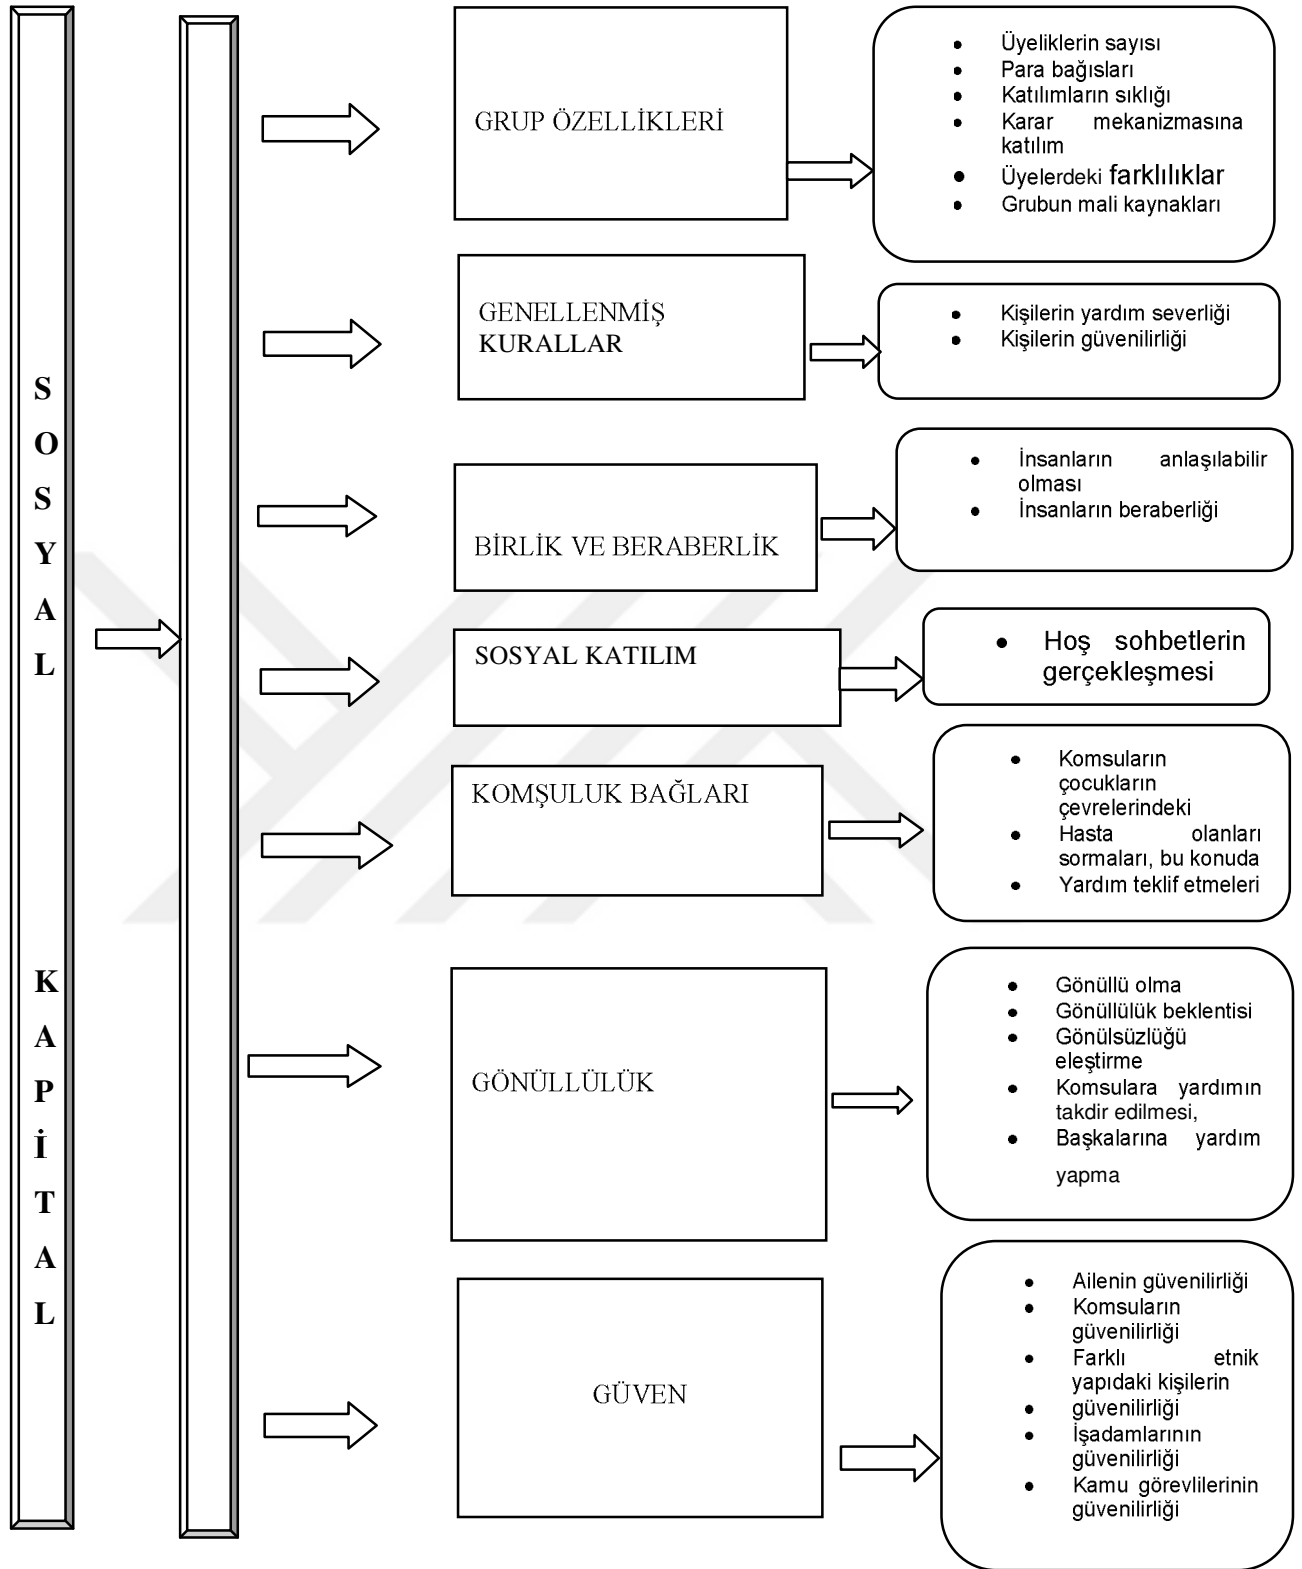 SOSYAL KAPİTAL
GRUP ÖZELLİKLERİ
Üyeliklerin sayısı
Para bağısları
Katılımların sıklığı
Karar mekanizmasına
katılım
Üyelerdeki farklılıklar
Grubun mali kaynakları
GENELLENMİŞ
KURALLAR
Kişilerin yardım severliği
Kişilerin güvenilirliği
BİRLİK VE BERABERLİK
İnsanların anlaşılabilir
olması
İnsanların beraberliği
SOSYAL KATILIM
Hoş sohbetlerin
gerçekleşmesi
KOMŞULUK BAĞLARI
Komsuların
çocukların
çevrelerindeki
Hasta olanları
sormaları, bu konuda
Yardım teklif etmeleri
GÖNÜLLÜLÜK
Gönüllü olma
Gönüllülük beklentisi
Gönülsüzlüğü
eleştirme
Komsulara yardımın
takdir edilmesi,
Başkalarına yardım
yapma
GÜVEN
Ailenin güvenilirliği
Komsuların
güvenilirliği
Farklı etnik
yapıdaki kişilerin
güvenilirliği
İşadamlarının
güvenilirliği
Kamu görevlilerinin
güvenilirliği